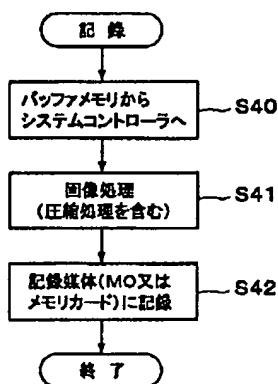 記録
バッファメモリから
システムコントローラへ
S40
画像処理
(圧縮処理を含む)
S41
記録媒体(MO又は
メモリカード)に記録
S42
終了